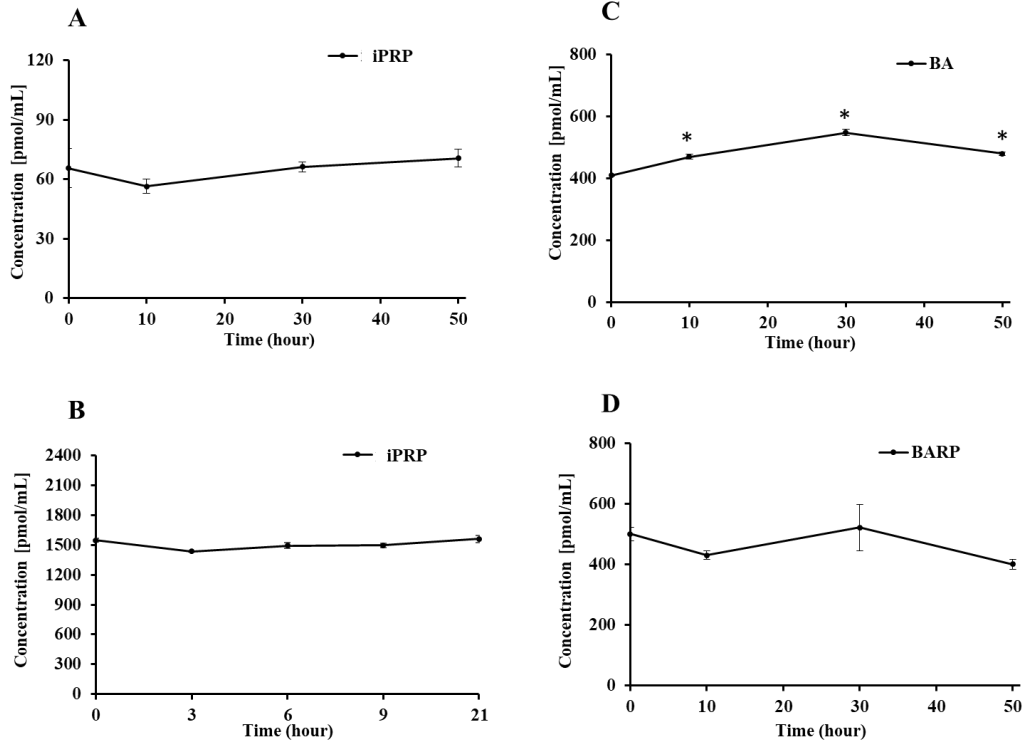 A
iPRP
Concentration [pmol/mL]
120
90
60
30
0
0 10 20 30 40 50
Time (hour)
C
BA
Concentration [pmol/mL]
800
600
400
200
0
* * *
0 10 20 30 40 50
Time (hour)
B
iPRP
Concentration [pmol/mL]
2400
2100
1800
1500
1200
900
600
300
0
0 3 6 9 21
Time (hour)
D
BARP
Concentration [pmol/mL]
800
600
400
200
0
0 10 20 30 40 50
Time (hour)